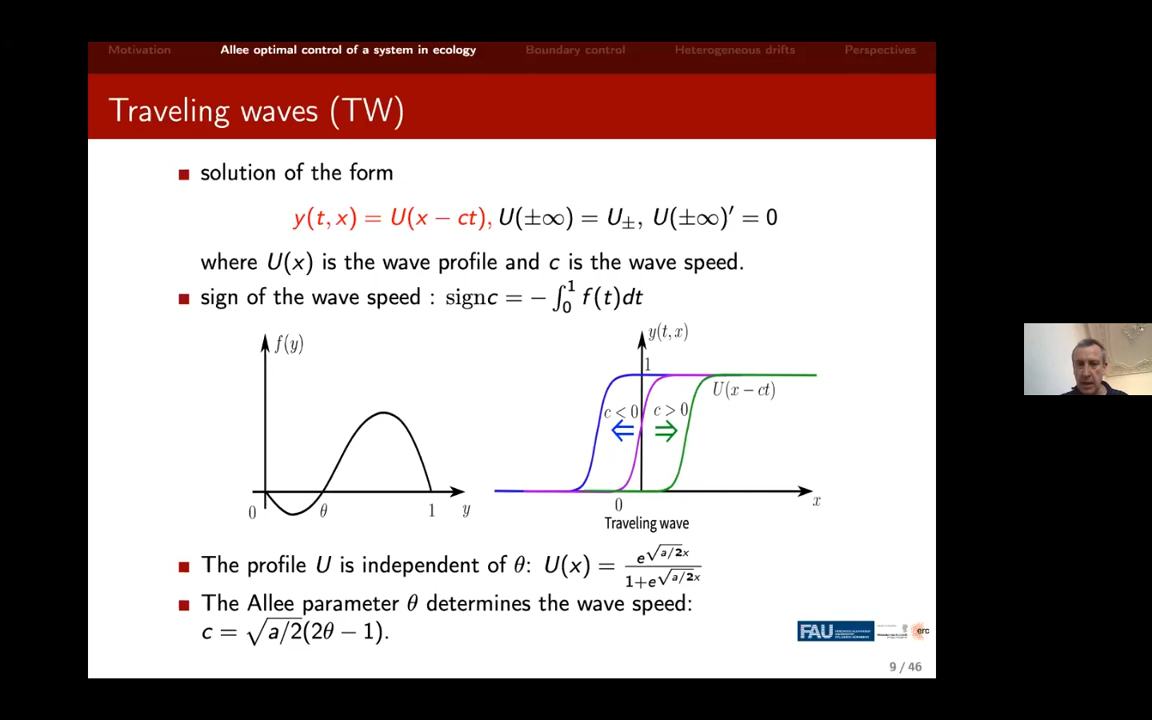 Motivation Allee optimal control of a system in ecology Boundary control Heterogeneous drifts Perspectives
Traveling waves (TW)
solution of the form
y(t, x) = U(x − ct), U(±∞) = U±, U(±∞)′ = 0
where U(x) is the wave profile and c is the wave speed.
sign of the wave speed : signc = − ∫₀¹ f(t)dt
f(y)
0 θ 1 y
y(t, x)
1
U(x − ct)
c < 0 c > 0
0 x
Traveling wave
The profile U is independent of θ: U(x) = e^{√a/2x} / 1+e^{√a/2x}
The Allee parameter θ determines the wave speed:
c = √a/2(2θ − 1).
FAU
erc
9 / 46